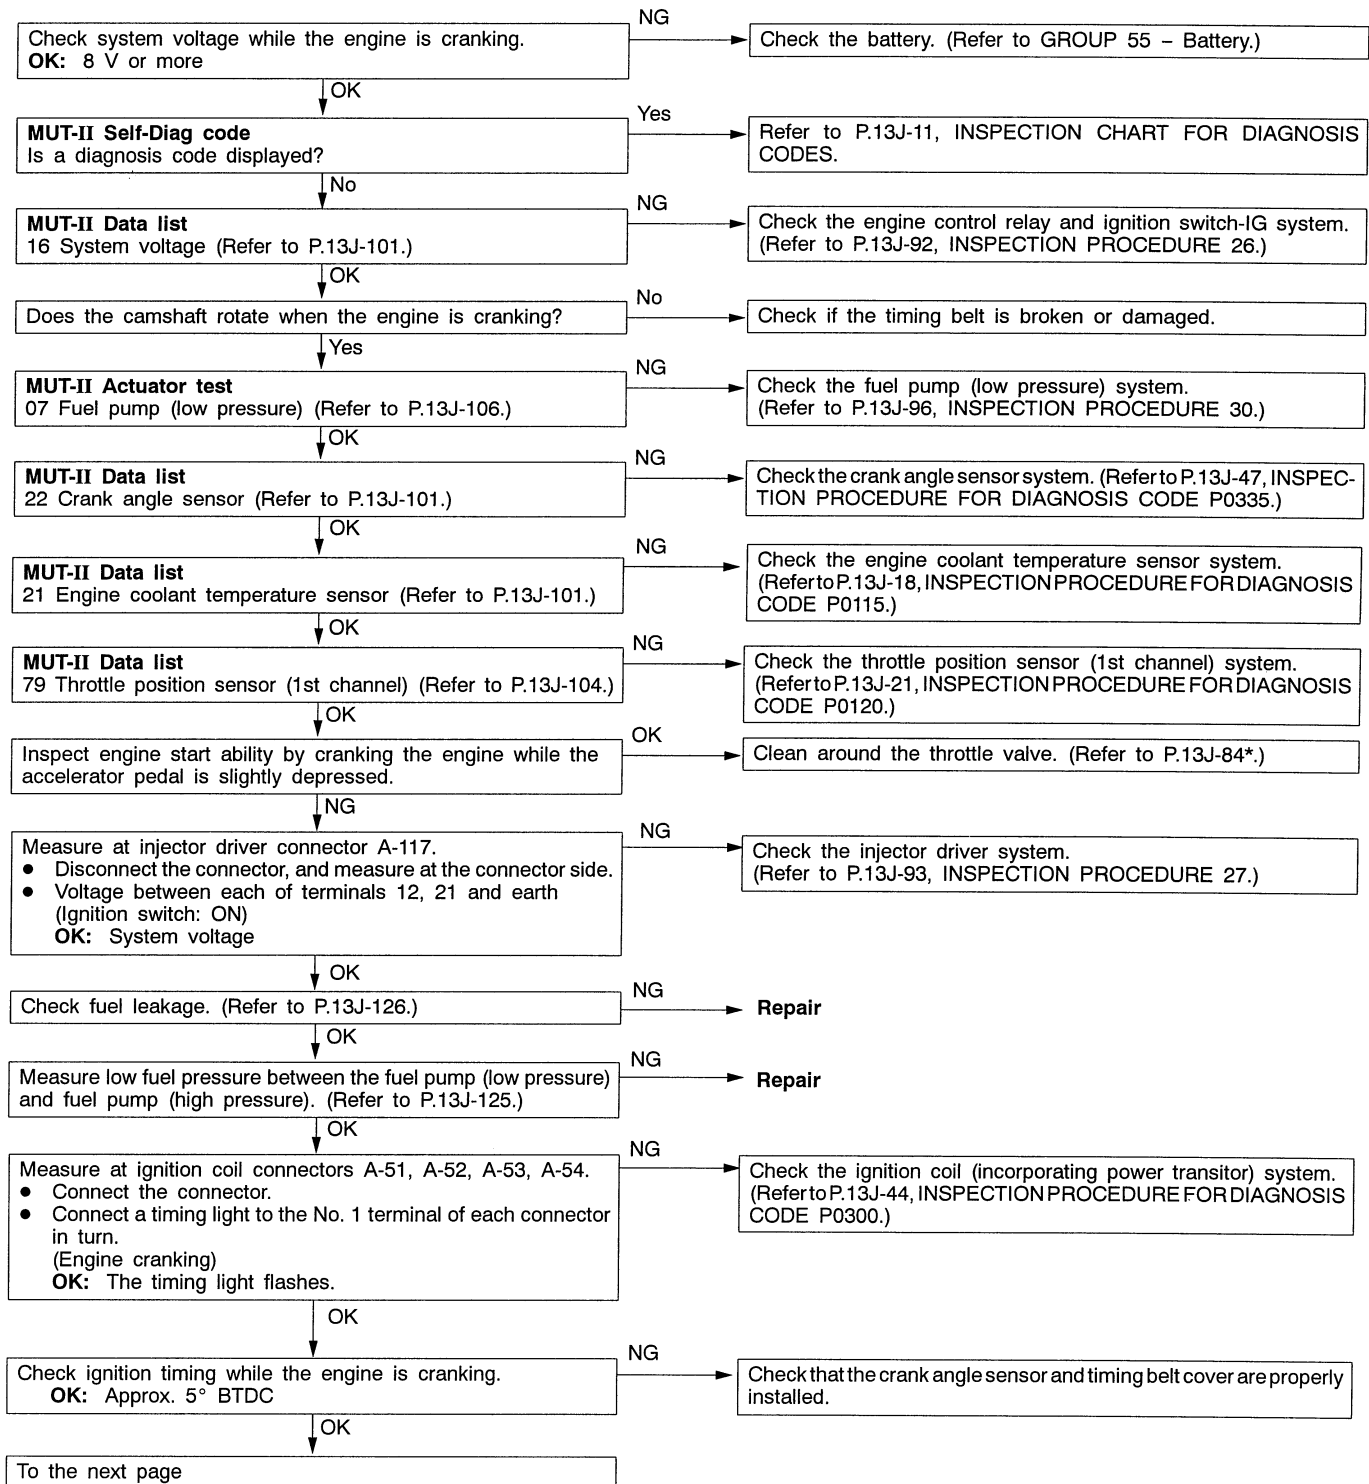 NG
Check system voltage while the engine is cranking.
OK: 8 V or more
Check the battery. (Refer to GROUP 55 – Battery.)
OK
MUT-II Self-Diag code
Is a diagnosis code displayed?
Yes
Refer to P.13J-11, INSPECTION CHART FOR DIAGNOSIS
CODES.
No
MUT-II Data list
16 System voltage (Refer to P.13J-101.)
NG
Check the engine control relay and ignition switch-IG system.
(Refer to P.13J-92, INSPECTION PROCEDURE 26.)
OK
Does the camshaft rotate when the engine is cranking?
No
Check if the timing belt is broken or damaged.
Yes
MUT-II Actuator test
07 Fuel pump (low pressure) (Refer to P.13J-106.)
NG
Check the fuel pump (low pressure) system.
(Refer to P.13J-96, INSPECTION PROCEDURE 30.)
OK
MUT-II Data list
22 Crank angle sensor (Refer to P.13J-101.)
NG
Check the crank angle sensor system. (Refer to P.13J-47, INSPEC-
TION PROCEDURE FOR DIAGNOSIS CODE P0335.)
OK
MUT-II Data list
21 Engine coolant temperature sensor (Refer to P.13J-101.)
NG
Check the engine coolant temperature sensor system.
(Refer to P.13J-18, INSPECTION PROCEDURE FOR DIAGNOSIS
CODE P0115.)
OK
MUT-II Data list
79 Throttle position sensor (1st channel) (Refer to P.13J-104.)
NG
Check the throttle position sensor (1st channel) system.
(Refer to P.13J-21, INSPECTION PROCEDURE FOR DIAGNOSIS
CODE P0120.)
OK
Inspect engine start ability by cranking the engine while the
accelerator pedal is slightly depressed.
OK
Clean around the throttle valve. (Refer to P.13J-84*.)
NG
Measure at injector driver connector A-117.
● Disconnect the connector, and measure at the connector side.
● Voltage between each of terminals 12, 21 and earth
(Ignition switch: ON)
OK: System voltage
NG
Check the injector driver system.
(Refer to P.13J-93, INSPECTION PROCEDURE 27.)
OK
Check fuel leakage. (Refer to P.13J-126.)
NG
Repair
OK
Measure low fuel pressure between the fuel pump (low pressure)
and fuel pump (high pressure). (Refer to P.13J-125.)
NG
Repair
OK
Measure at ignition coil connectors A-51, A-52, A-53, A-54.
● Connect the connector.
● Connect a timing light to the No. 1 terminal of each connector
in turn.
(Engine cranking)
OK: The timing light flashes.
NG
Check the ignition coil (incorporating power transitor) system.
(Refer to P.13J-44, INSPECTION PROCEDURE FOR DIAGNOSIS
CODE P0300.)
OK
Check ignition timing while the engine is cranking.
OK: Approx. 5° BTDC
NG
Check that the crank angle sensor and timing belt cover are properly
installed.
OK
To the next page